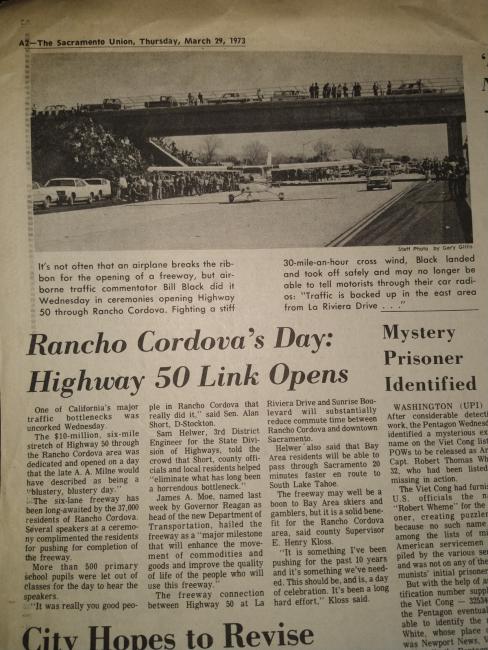 A2—The Sacramento Union, Thursday, March 29, 1973
Staff Photo by Gary Gillis
It's not often that an airplane breaks the rib-
bon for the opening of a freeway, but air-
borne traffic commentator Bill Black did it
Wednesday in ceremonies opening Highway
50 through Rancho Cordova. Fighting a stiff
30-mile-an-hour cross wind, Black landed
and took off safely and may no longer be
able to tell motorists through their car radi-
os: "Traffic is backed up in the east area
from La Riviera Drive . . ."
Rancho Cordova's Day:
Highway 50 Link Opens
One of California's major
traffic bottlenecks was
uncorked Wednesday.
The $10-million, six-mile
stretch of Highway 50 through
the Rancho Cordova area was
dedicated and opened on a day
that the late A. A. Milne would
have described as being a
"blustery, blustery day."
The six-lane freeway has
been long-awaited by the 37,000
residents of Rancho Cordova.
Several speakers at a ceremo-
ny complimented the residents
for pushing for completion of
the freeway.
More than 500 primary
school pupils were let out of
classes for the day to hear the
speakers.
"It was really you good peo-
ple in Rancho Cordova that
really did it," said Sen. Alan
Short, D-Stockton.
Sam Helwer, 3rd District
Engineer for the State Divi-
sion of Highways, told the
crowd that Short, county offi-
cials and local residents helped
"eliminate what has long been
a horrendous bottleneck."
James A. Moe, named last
week by Governor Reagan as
head of the new Department of
Transportation, hailed the
freeway as a "major milestone
that will enhance the move-
ment of commodities and
goods and improve the quality
of life of the people who will
use this freeway."
The freeway connection
between Highway 50 at La
Riviera Drive and Sunrise Bou-
levard will substantially
reduce commute time between
Rancho Cordova and downtown
Sacramento.
Helwer also said that Bay
Area residents will be able to
pass through Sacramento 20
minutes faster en route to
South Lake Tahoe.
The freeway may well be a
boon to Bay Area skiers and
gamblers, but it is a solid bene-
fit for the Rancho Cordova
area, said county Supervisor
E. Henry Kloss.
"It is something I've been
pushing for the past 10 years
and it's something we've need-
ed. This should be, and is, a day
of celebration. It's been a long
hard effort," Kloss said.
Mystery
Prisoner
Identified
WASHINGTON (UPI)
After considerable detecti
work, the Pentagon Wednes
identified a mysterious ex
name on the Viet Cong list
POWs to be released as Ar
Capt. Robert Thomas Wh
32, who had been listed
missing in action.
The Viet Cong had furnis
U.S. officials the na
"Robert Wheme" for the
oner, creating puzzler
because no such name
among the lists of mis
American servicemen
piled by the various ser
and was not on any of the
munists' initial prisoner
But with the help of a
tification number suppl
the Viet Cong — 32534
the Pentagon eventual
able to identify the
White, whose place o
was Newport News, V
City Hopes to Revise